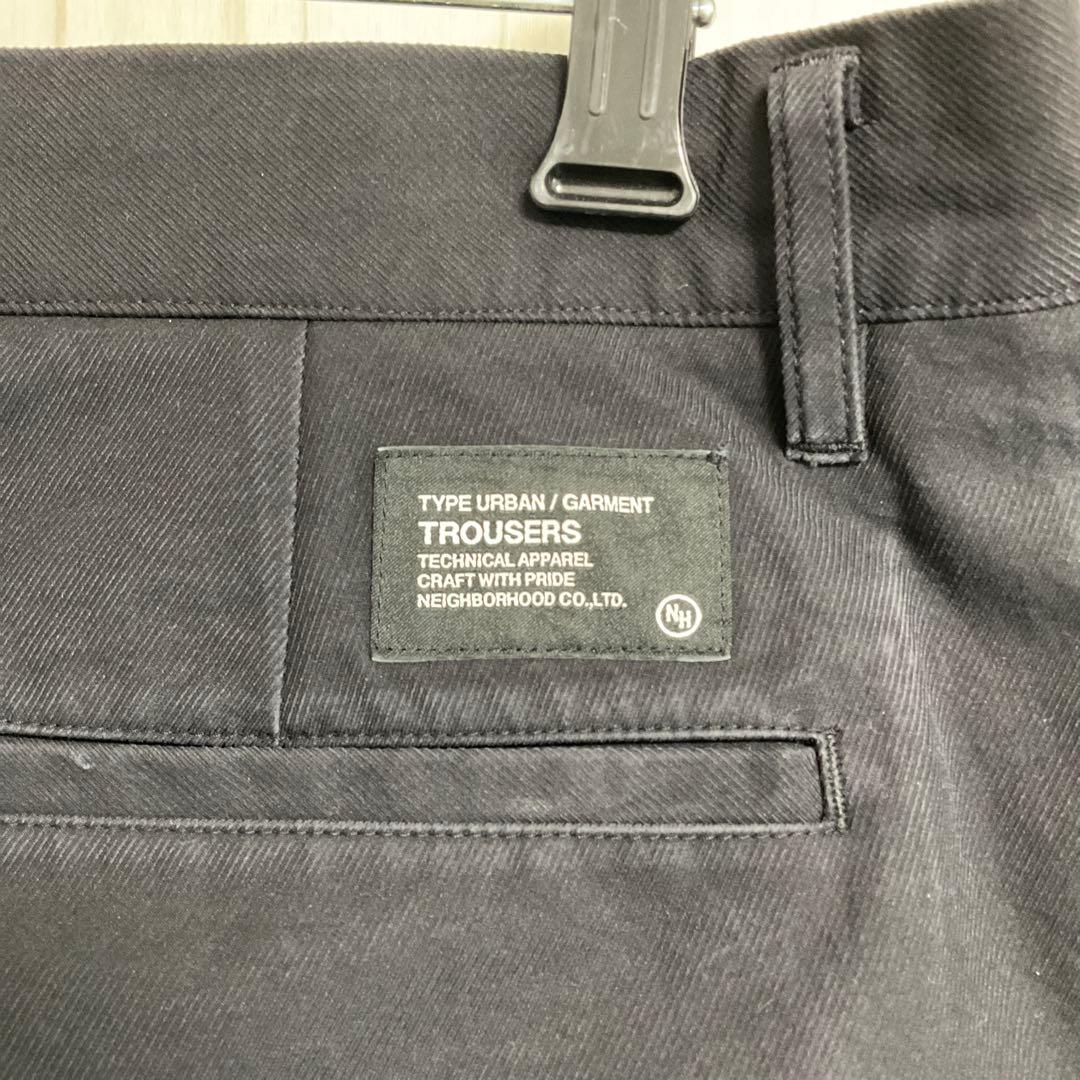 TYPE URBAN / GARMENT
TROUSERS
TECHNICAL APPAREL
CRAFT WITH PRIDE
NEIGHBORHOOD CO.,LTD.
NH